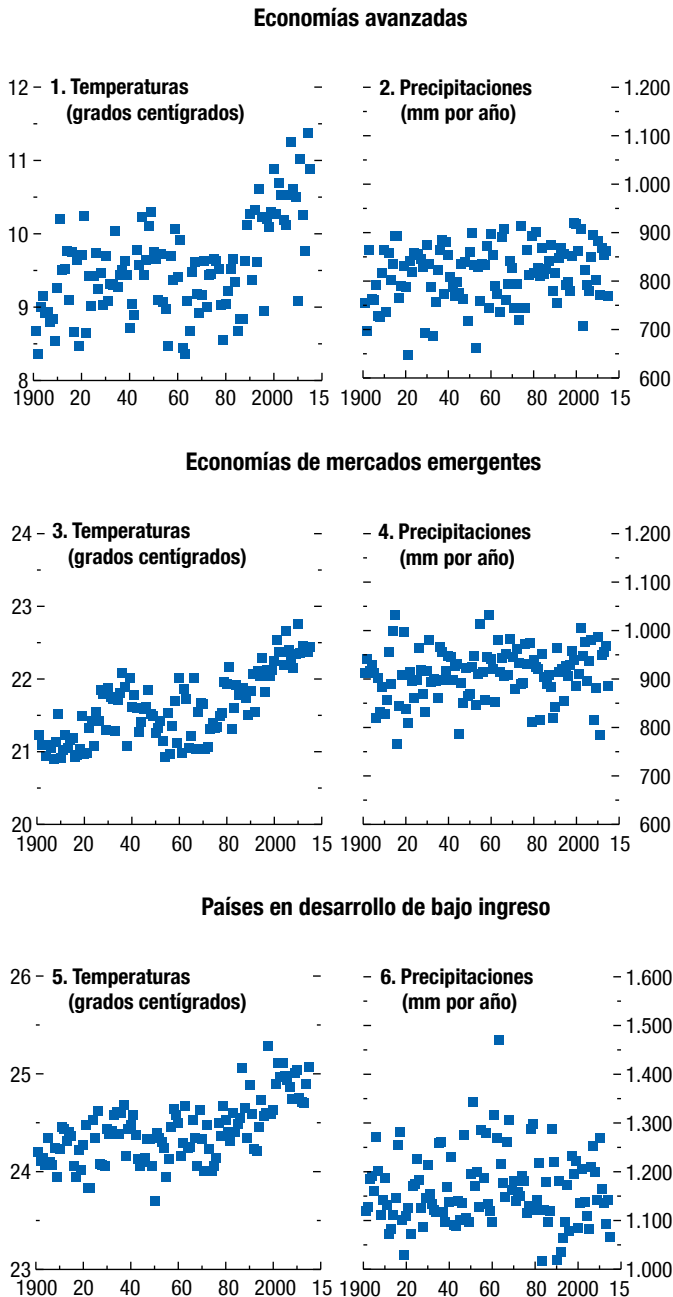 Economías avanzadas
1. Temperaturas
(grados centígrados)
12
11
10
9
8
1900 20 40 60 80 2000 15
2. Precipitaciones
(mm por año)
1.200
1.100
1.000
900
800
700
600
1900 20 40 60 80 2000 15
Economías de mercados emergentes
3. Temperaturas
(grados centígrados)
24
23
22
21
20
1900 20 40 60 80 2000 15
4. Precipitaciones
(mm por año)
1.200
1.100
1.000
900
800
700
600
1900 20 40 60 80 2000 15
Países en desarrollo de bajo ingreso
5. Temperaturas
(grados centígrados)
26
25
24
23
1900 20 40 60 80 2000 15
6. Precipitaciones
(mm por año)
1.600
1.500
1.400
1.300
1.200
1.100
1.000
1900 20 40 60 80 2000 15